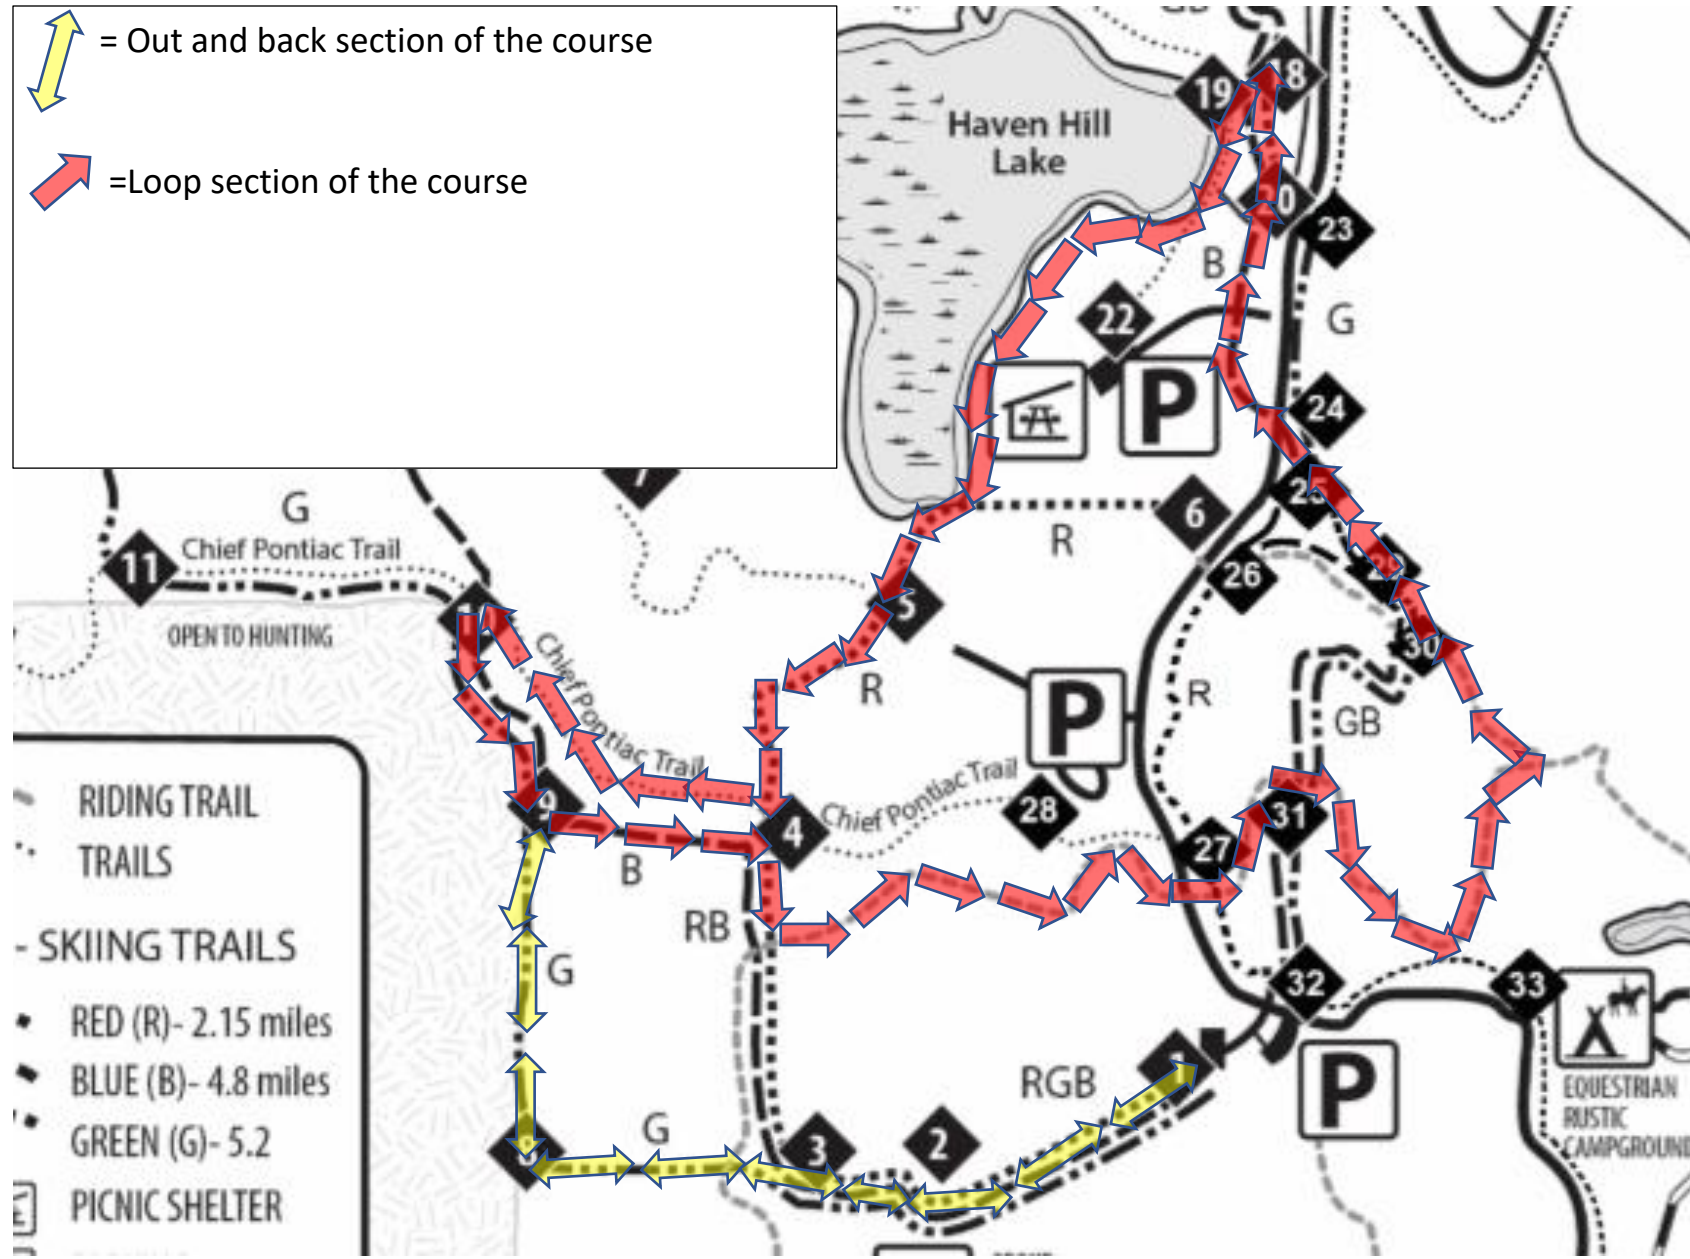 = Out and back section of the course
=Loop section of the course
18
19
Haven Hill
Lake
23
B
22
G
P
24
7
G
6
11
Chief Pontiac Trail
R
26
5
OPEN TO HUNTING
Chief Pontiac Trail
30
R
R
P
GB
RIDING TRAIL
9
4
Chief Pontiac Trail
28
31
27
TRAILS
B
RB
- SKIING TRAILS
G
32
33
RED (R)- 2.15 miles
RGB
BLUE (B)- 4.8 miles
P
EQUESTRIAN
RUSTIC
CAMPGROUND
GREEN (G)- 5.2
G
3
2
PICNIC SHELTER